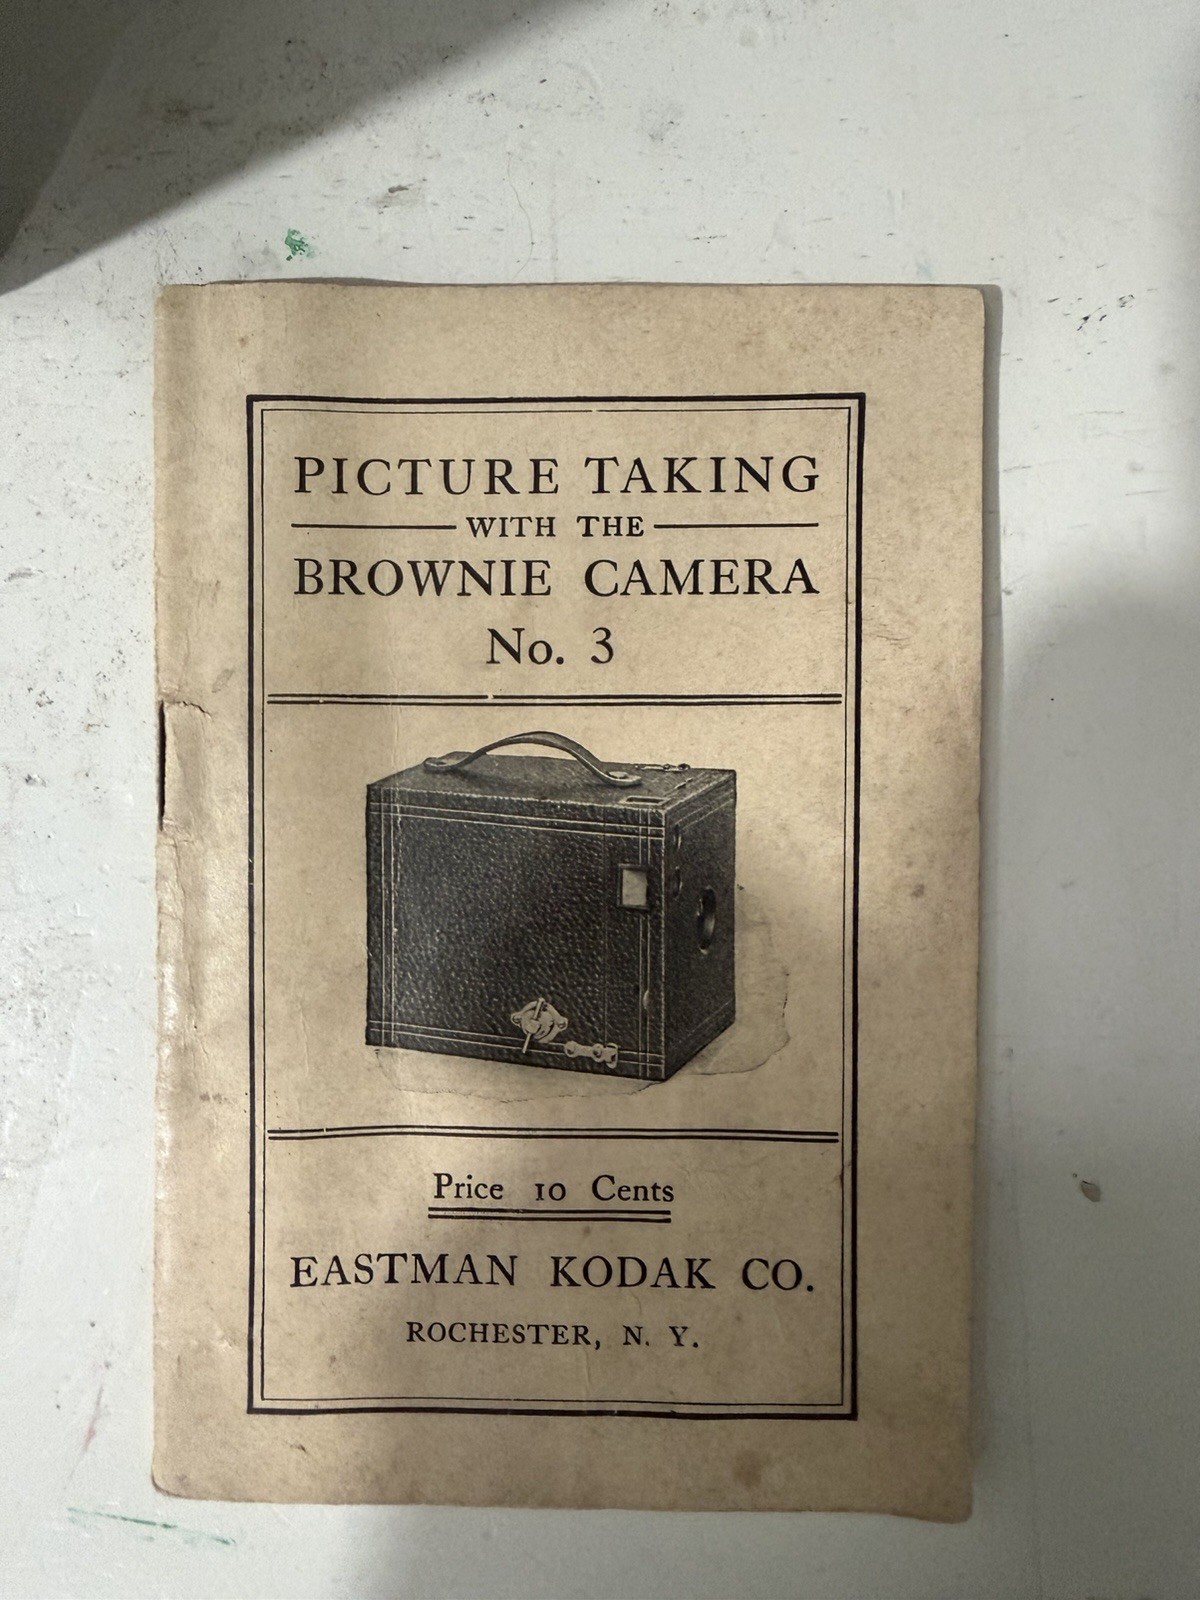 PICTURE TAKING
WITH THE
BROWNIE CAMERA
No. 3
Price 10 Cents
EASTMAN KODAK CO.
ROCHESTER, N. Y.